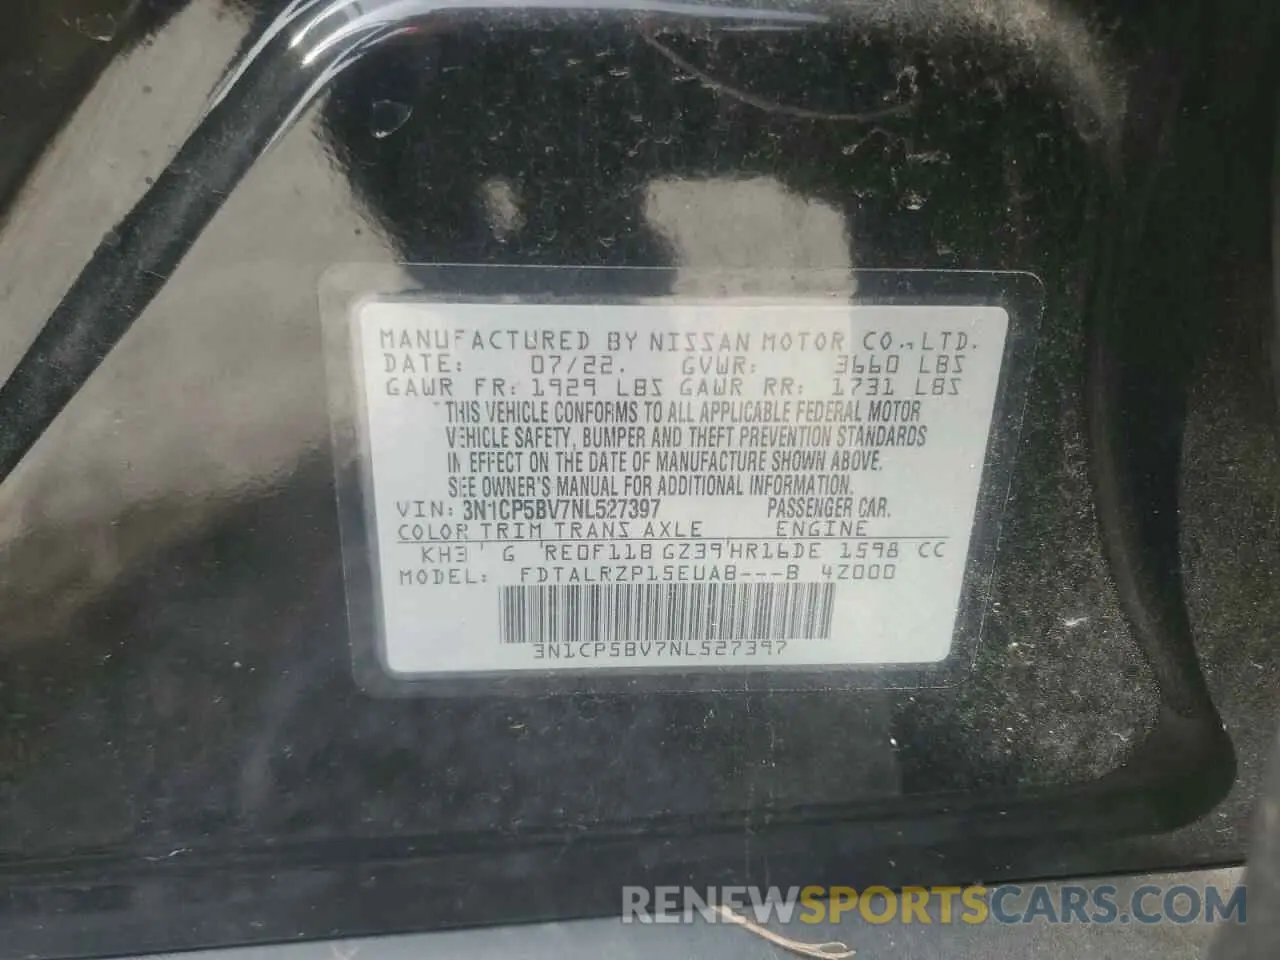 MANUFACTURED BY NISSAN MOTOR CO.,LTD.
DATE: 07/22. GVWR: 3660 LBS
GAWR FR: 1929 LBS GAWR RR: 1731 LBS
THIS VEHICLE CONFORMS TO ALL APPLICABLE FEDERAL MOTOR
VEHICLE SAFETY, BUMPER AND THEFT PREVENTION STANDARDS
IN EFFECT ON THE DATE OF MANUFACTURE SHOWN ABOVE.
SEE OWNER'S MANUAL FOR ADDITIONAL INFORMATION.
VIN: 3N1CP5BV7NL527397 PASSENGER CAR.
COLOR TRIM TRANS AXLE ENGINE
KH3 G RE0F11B GZ39 HR16DE 1598 CC
MODEL: FDTALRZP15EUAB---B 4Z000
3N1CP5BV7NL527397
RENEWSPORTSCARS.COM